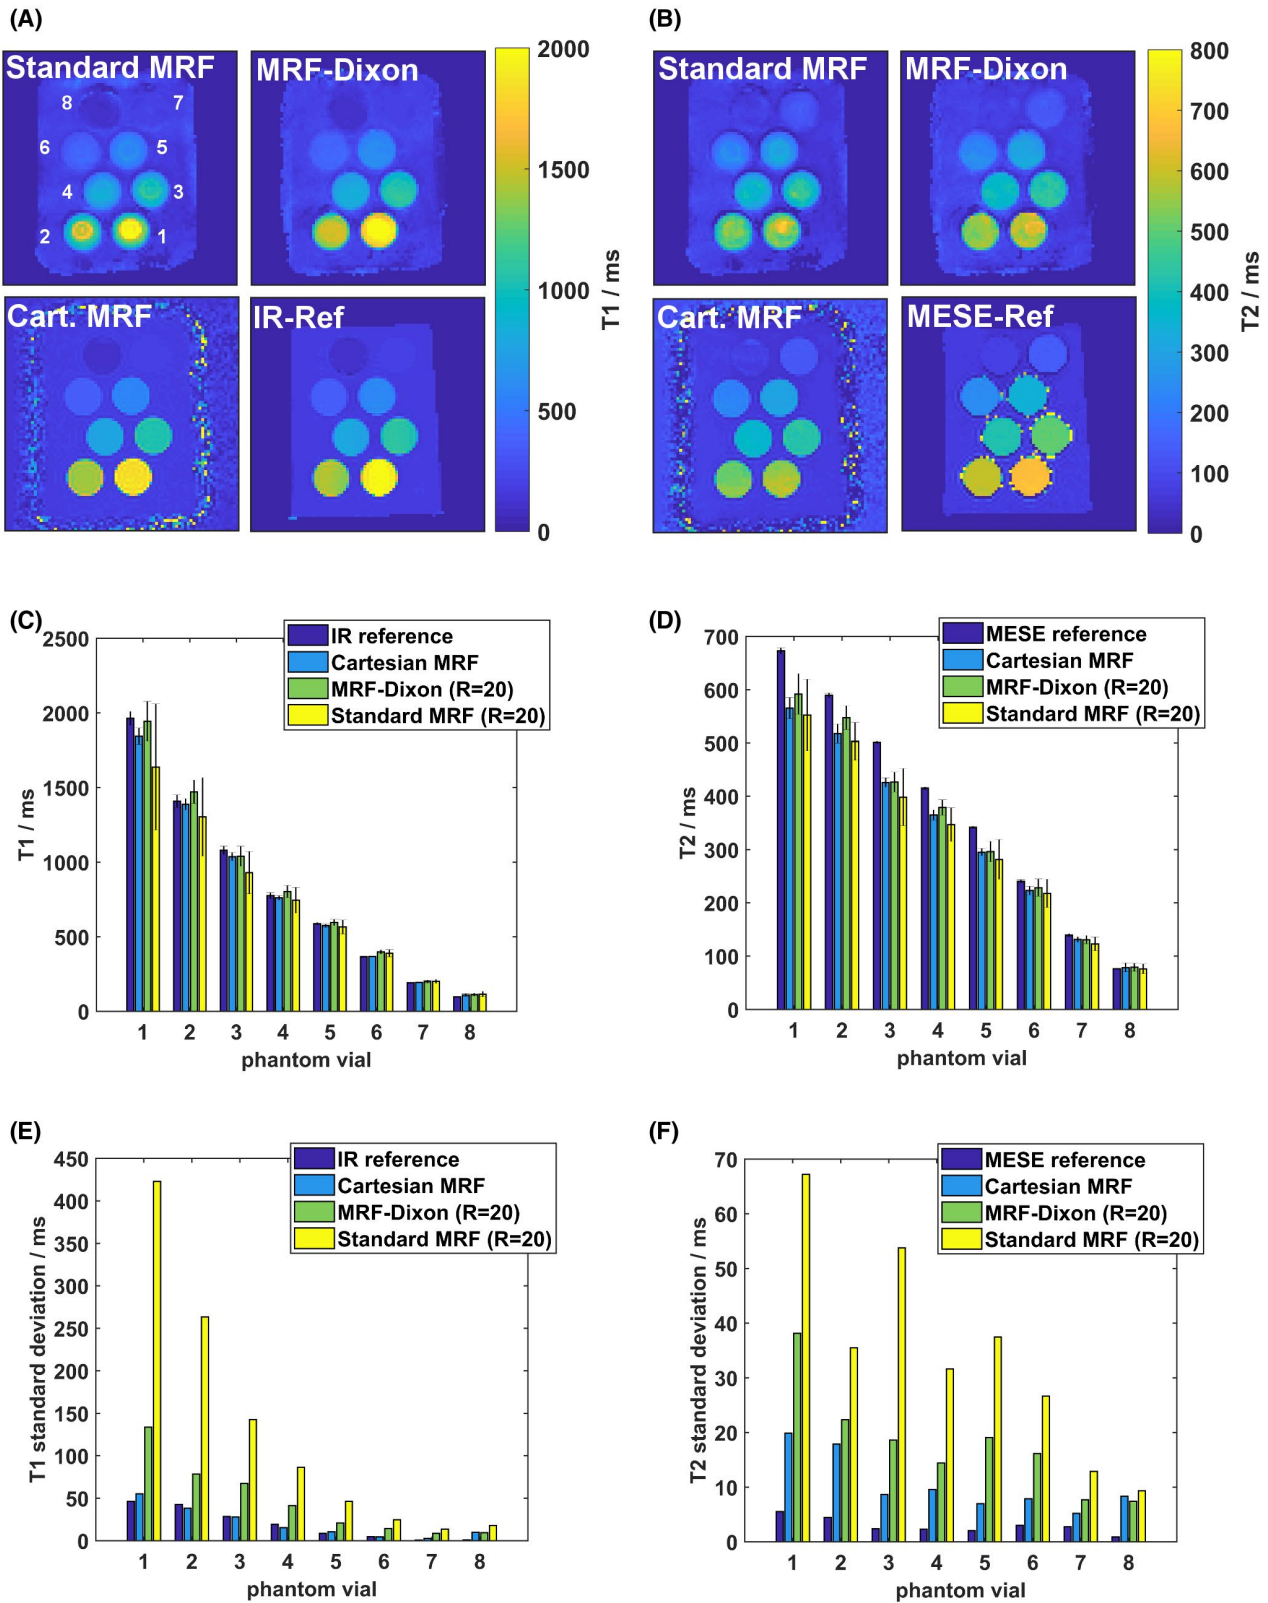 (A)
Standard MRF
MRF-Dixon
8 7
6 5
4 3
2 1
Cart. MRF
IR-Ref
2000
1500
1000
500
0
T1 / ms
(B)
Standard MRF
MRF-Dixon
Cart. MRF
MESE-Ref
800
700
600
500
400
300
200
100
0
T2 / ms
(C)
IR reference
Cartesian MRF
MRF-Dixon (R=20)
Standard MRF (R=20)
2500
2000
1500
1000
500
0
T1 / ms
1 2 3 4 5 6 7 8
phantom vial
(D)
MESE reference
Cartesian MRF
MRF-Dixon (R=20)
Standard MRF (R=20)
700
600
500
400
300
200
100
0
T2 / ms
1 2 3 4 5 6 7 8
phantom vial
(E)
IR reference
Cartesian MRF
MRF-Dixon (R=20)
Standard MRF (R=20)
450
400
350
300
250
200
150
100
50
0
T1 standard deviation / ms
1 2 3 4 5 6 7 8
phantom vial
(F)
MESE reference
Cartesian MRF
MRF-Dixon (R=20)
Standard MRF (R=20)
70
60
50
40
30
20
10
0
T2 standard deviation / ms
1 2 3 4 5 6 7 8
phantom vial